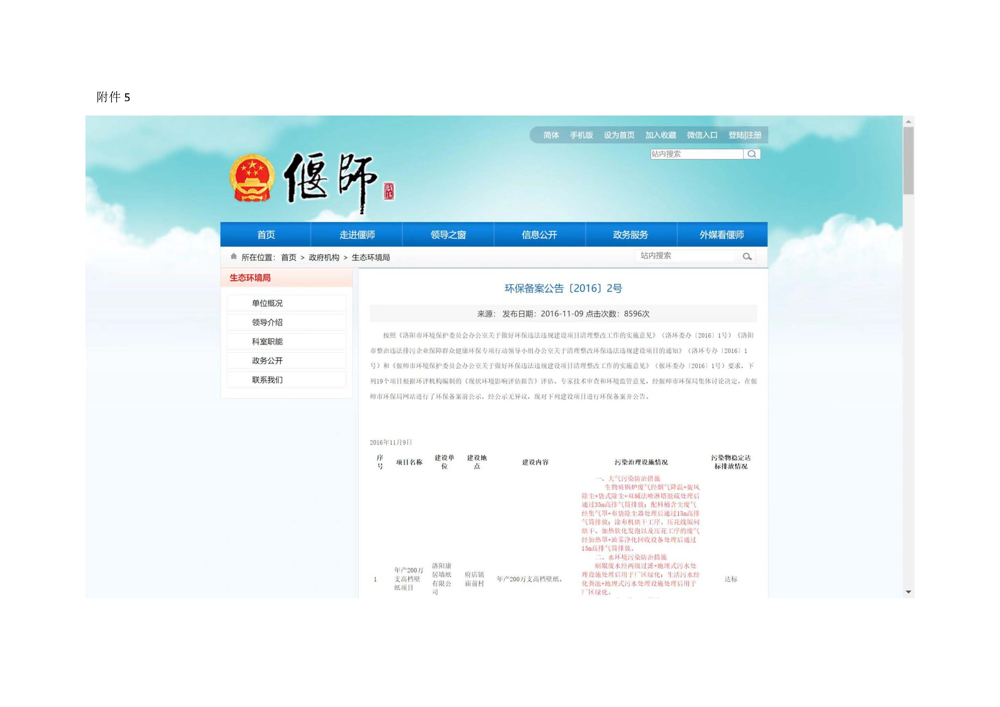 附件 5
简体 手机版 设为首页 加入收藏 微信入口 登陆|注册
站内搜索
偃師
首页 走进偃师 领导之窗 信息公开 政务服务 外媒看偃师
所在位置： 首页 > 政府机构 > 生态环境局
站内搜索
生态环境局
单位概况
领导介绍
科室职能
政务公开
联系我们
环保备案公告〔2016〕2号
来源： 发布日期：2016-11-09 点击次数：8596次
按照《洛阳市环境保护委员会办公室关于做好环保违法违规建设项目清理整改工作的实施意见》（洛环委办〔2016〕1号）《洛阳
市整治违法排污企业保障群众健康环保专项行动领导小组办公室关于清理整改环保违法违规建设项目的通知》（洛环专办〔2016〕1
号）和《偃师市环境保护委员会办公室关于做好环保违法违规建设项目清理整改工作的实施意见》（偃环委办〔2016〕1号）要求，下
列19个项目根据环评机构编制的《现状环境影响评估报告》评估、专家技术审查和环境监管意见，经偃师市环保局集体讨论决定，在偃
师市环保局网站进行了环保备案前公示，经公示无异议，现对下列建设项目进行环保备案并公告。
2016年11月9日
序
号
项目名称
建设单
位
建设地
点
建设内容
污染治理设施情况
污染物稳定达
标排放情况
1
年产200万
支高档壁
纸项目
洛阳康
居墙纸
有限公
司
府店镇
庙前村
年产200万支高档壁纸。
一、大气污染防治措施
生物质锅炉废气经烟气降温+旋风
除尘+袋式除尘+双碱法喷淋塔脱硫处理后
通过35m高排气筒排放；配料桶含尘废气
经集气罩+布袋除尘器处理后通过15m高排
气筒排放；涂布机烘干工序、压花线版间
烘干、加热软化发泡以及压花工序的废气
经加热罩+油雾净化回收设备处理后通过
15m高排气筒排放。
二、水环境污染防治措施
刷辊废水经两级过滤+地埋式污水处
理设施处理后用于厂区绿化；生活污水经
化粪池+地埋式污水处理设施处理后用于
厂区绿化。
达标